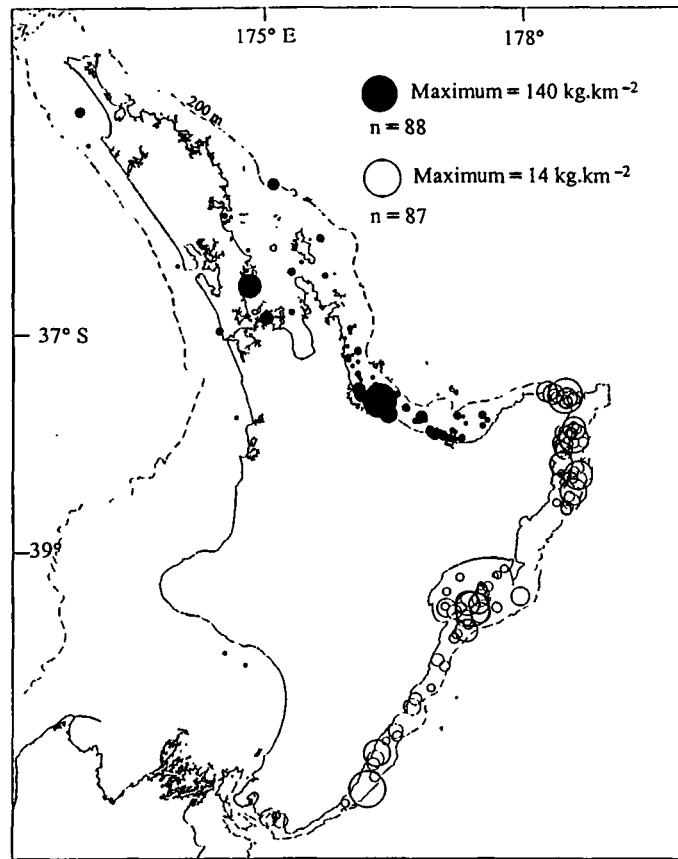 175° E
178°
200 m
Maximum = 140 kg.km⁻²
n = 88
Maximum = 14 kg.km⁻²
n = 87
37° S
39°